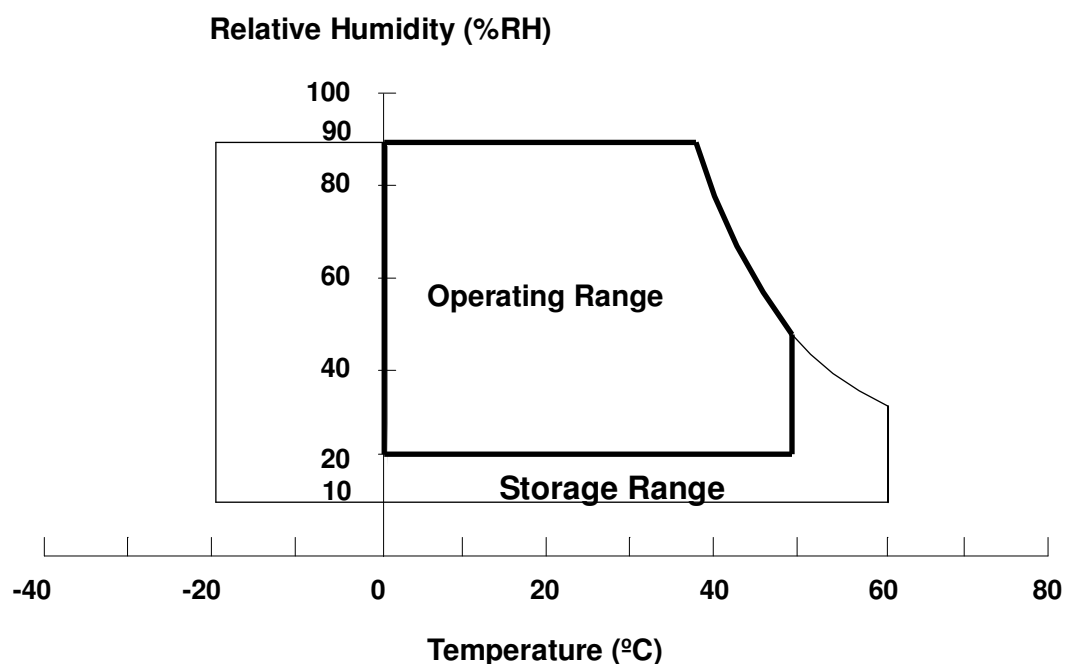 Relative Humidity (%RH)
100
90
80
60
Operating Range
40
20
Storage Range
10
-40 -20 0 20 40 60 80
Temperature (ºC)